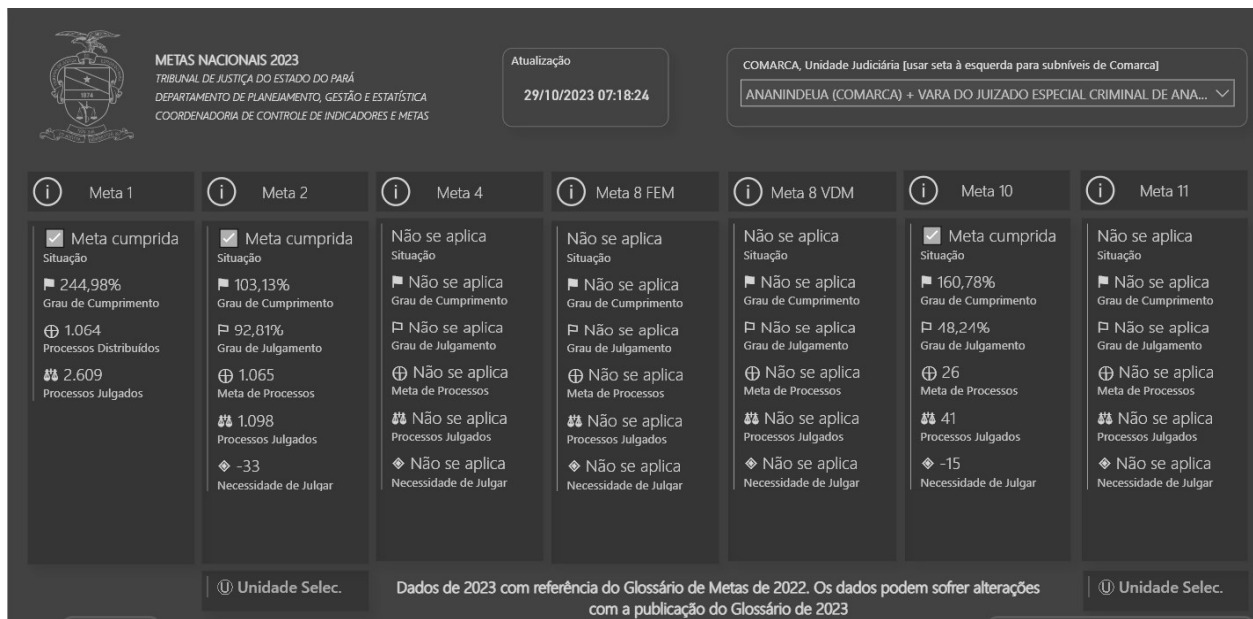 METAS NACIONAIS 2023
TRIBUNAL DE JUSTIÇA DO ESTADO DO PARÁ
DEPARTAMENTO DE PLANEJAMENTO, GESTÃO E ESTATÍSTICA
COORDENADORIA DE CONTROLE DE INDICADORES E METAS
1874
Atualização
29/10/2023 07:18:24
COMARCA, Unidade Judiciária [usar seta à esquerda para subníveis de Comarca]
ANANINDEUA (COMARCA) + VARA DO JUIZADO ESPECIAL CRIMINAL DE ANA...
Meta 1
Meta cumprida
Situação
244,98%
Grau de Cumprimento
1.064
Processos Distribuídos
2.609
Processos Julgados
Meta 2
Meta cumprida
Situação
103,13%
Grau de Cumprimento
92,81%
Grau de Julgamento
1.065
Meta de Processos
1.098
Processos Julgados
-33
Necessidade de Julgar
Unidade Selec.
Meta 4
Não se aplica
Situação
Não se aplica
Grau de Cumprimento
Não se aplica
Grau de Julgamento
Não se aplica
Meta de Processos
Não se aplica
Processos Julgados
Não se aplica
Necessidade de Julgar
Meta 8 FEM
Não se aplica
Situação
Não se aplica
Grau de Cumprimento
Não se aplica
Grau de Julgamento
Não se aplica
Meta de Processos
Não se aplica
Processos Julgados
Não se aplica
Necessidade de Julgar
Meta 8 VDM
Não se aplica
Situação
Não se aplica
Grau de Cumprimento
Não se aplica
Grau de Julgamento
Não se aplica
Meta de Processos
Não se aplica
Processos Julgados
Não se aplica
Necessidade de Julgar
Meta 10
Meta cumprida
Situação
160,78%
Grau de Cumprimento
48,24%
Grau de Julgamento
26
Meta de Processos
41
Processos Julgados
-15
Necessidade de Julgar
Meta 11
Não se aplica
Situação
Não se aplica
Grau de Cumprimento
Não se aplica
Grau de Julgamento
Não se aplica
Meta de Processos
Não se aplica
Processos Julgados
Não se aplica
Necessidade de Julgar
Unidade Selec.
Dados de 2023 com referência do Glossário de Metas de 2022. Os dados podem sofrer alterações
com a publicação do Glossário de 2023